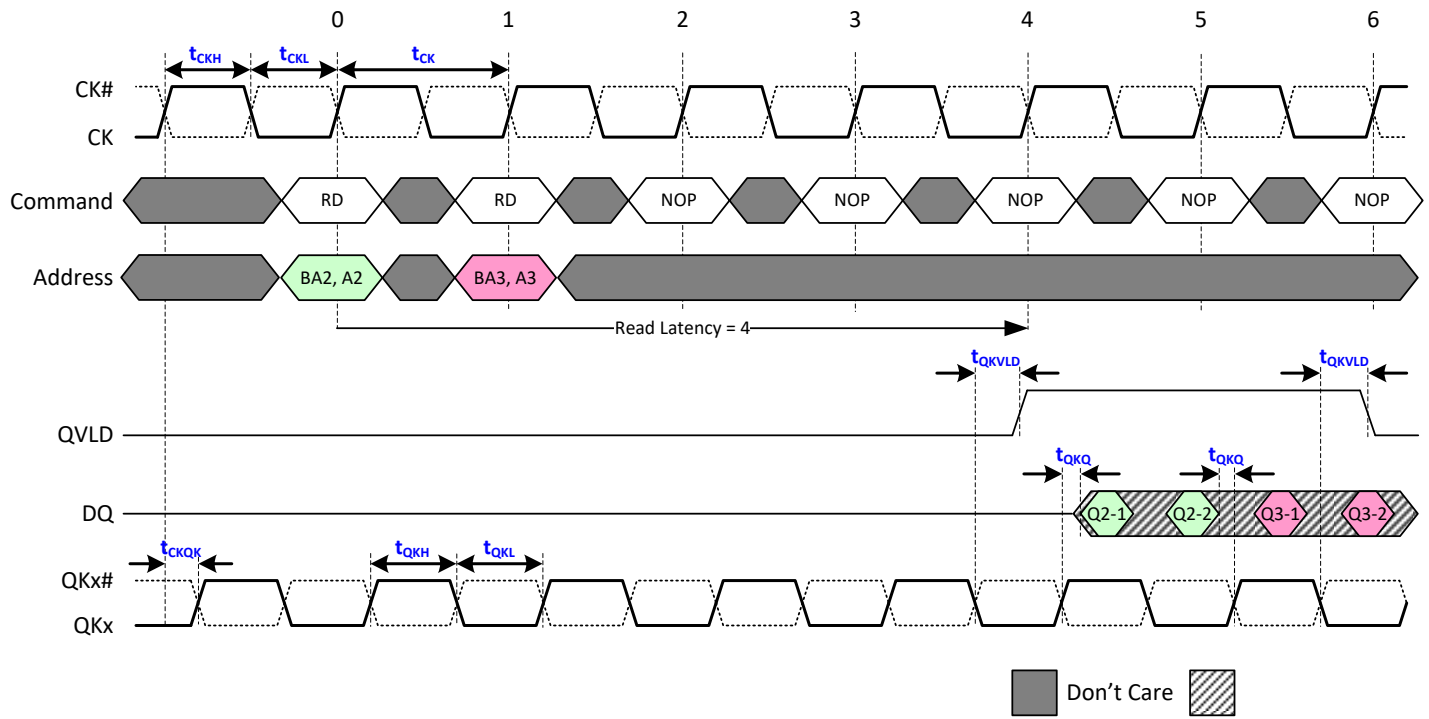 0 1 2 3 4 5 6
tCKH tCKL tCK
CK#
CK
Command RD RD NOP NOP NOP NOP NOP
Address BA2, A2 BA3, A3
Read Latency = 4
tQKVLD tQKVLD
QVLD
tQKQ tQKQ
DQ Q2-1 Q2-2 Q3-1 Q3-2
tCKQK tQKH tQKL
QKx#
QKx
Don't Care